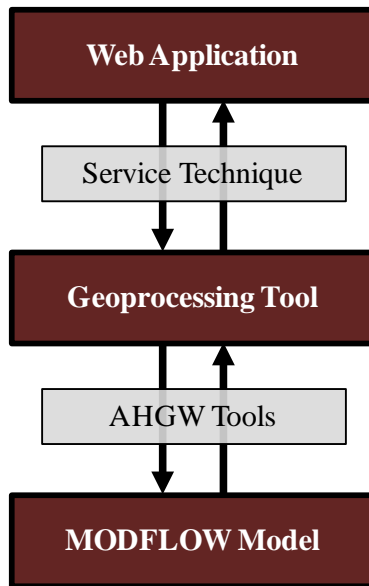 Web Application
Service Technique
Geoprocessing Tool
AHGW Tools
MODFLOW Model